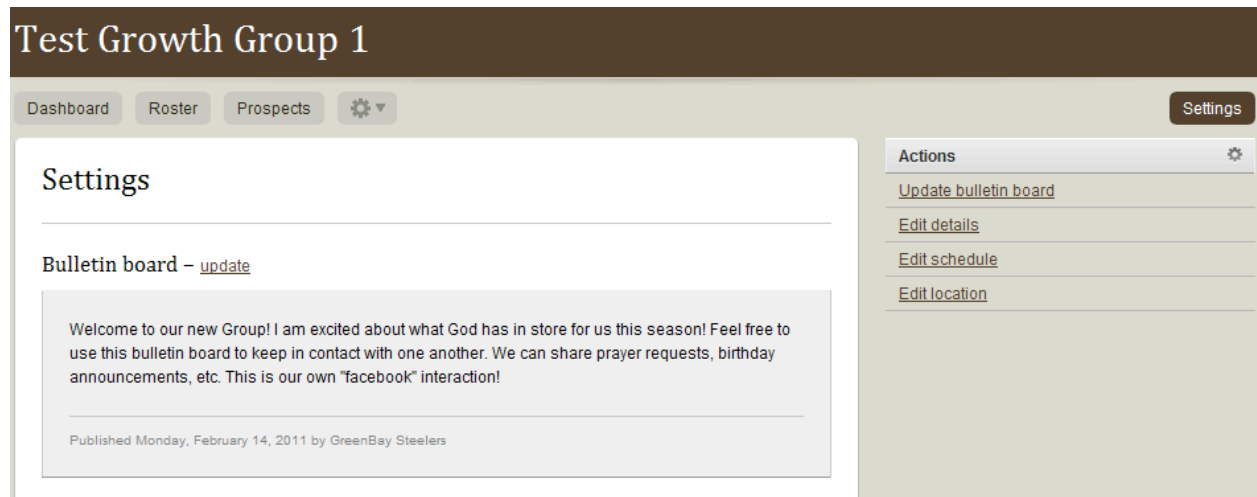 Test Growth Group 1
Dashboard
Roster
Prospects
Settings
Settings
Bulletin board – update
Welcome to our new Group! I am excited about what God has in store for us this season! Feel free to
use this bulletin board to keep in contact with one another. We can share prayer requests, birthday
announcements, etc. This is our own "facebook" interaction!
Published Monday, February 14, 2011 by GreenBay Steelers
Actions
Update bulletin board
Edit details
Edit schedule
Edit location